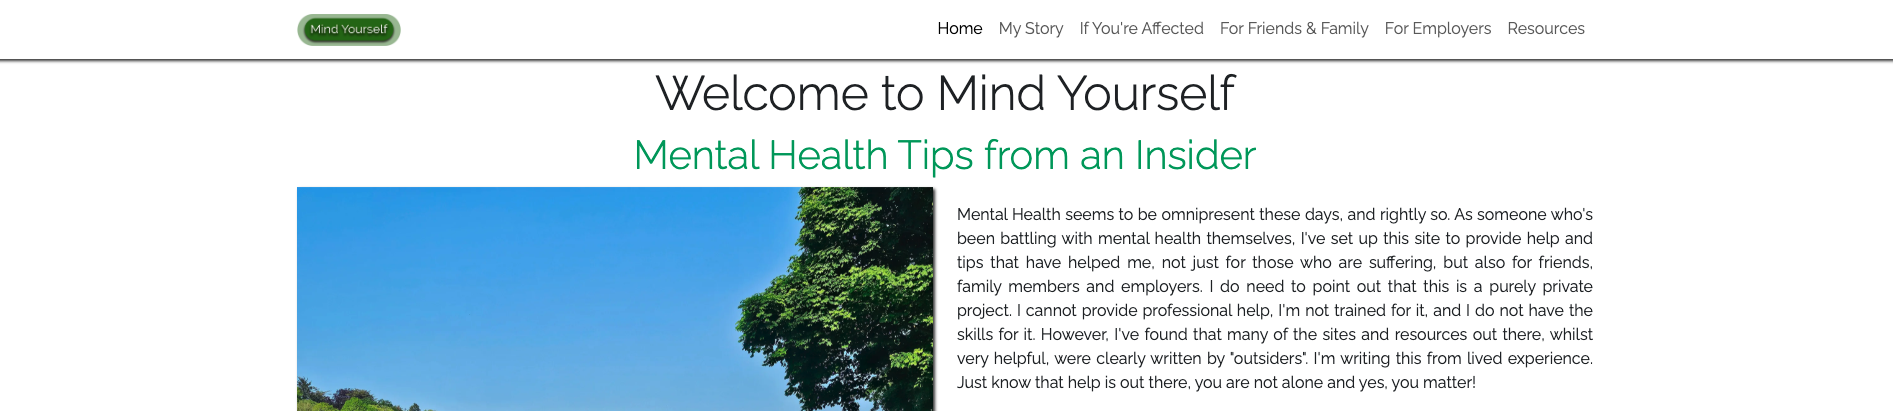 Mind Yourself
Home My Story If You're Affected For Friends & Family For Employers Resources
Welcome to Mind Yourself
Mental Health Tips from an Insider
Mental Health seems to be omnipresent these days, and rightly so. As someone who's
been battling with mental health themselves, I've set up this site to provide help and
tips that have helped me, not just for those who are suffering, but also for friends,
family members and employers. I do need to point out that this is a purely private
project. I cannot provide professional help, I'm not trained for it, and I do not have the
skills for it. However, I've found that many of the sites and resources out there, whilst
very helpful, were clearly written by "outsiders". I'm writing this from lived experience.
Just know that help is out there, you are not alone and yes, you matter!